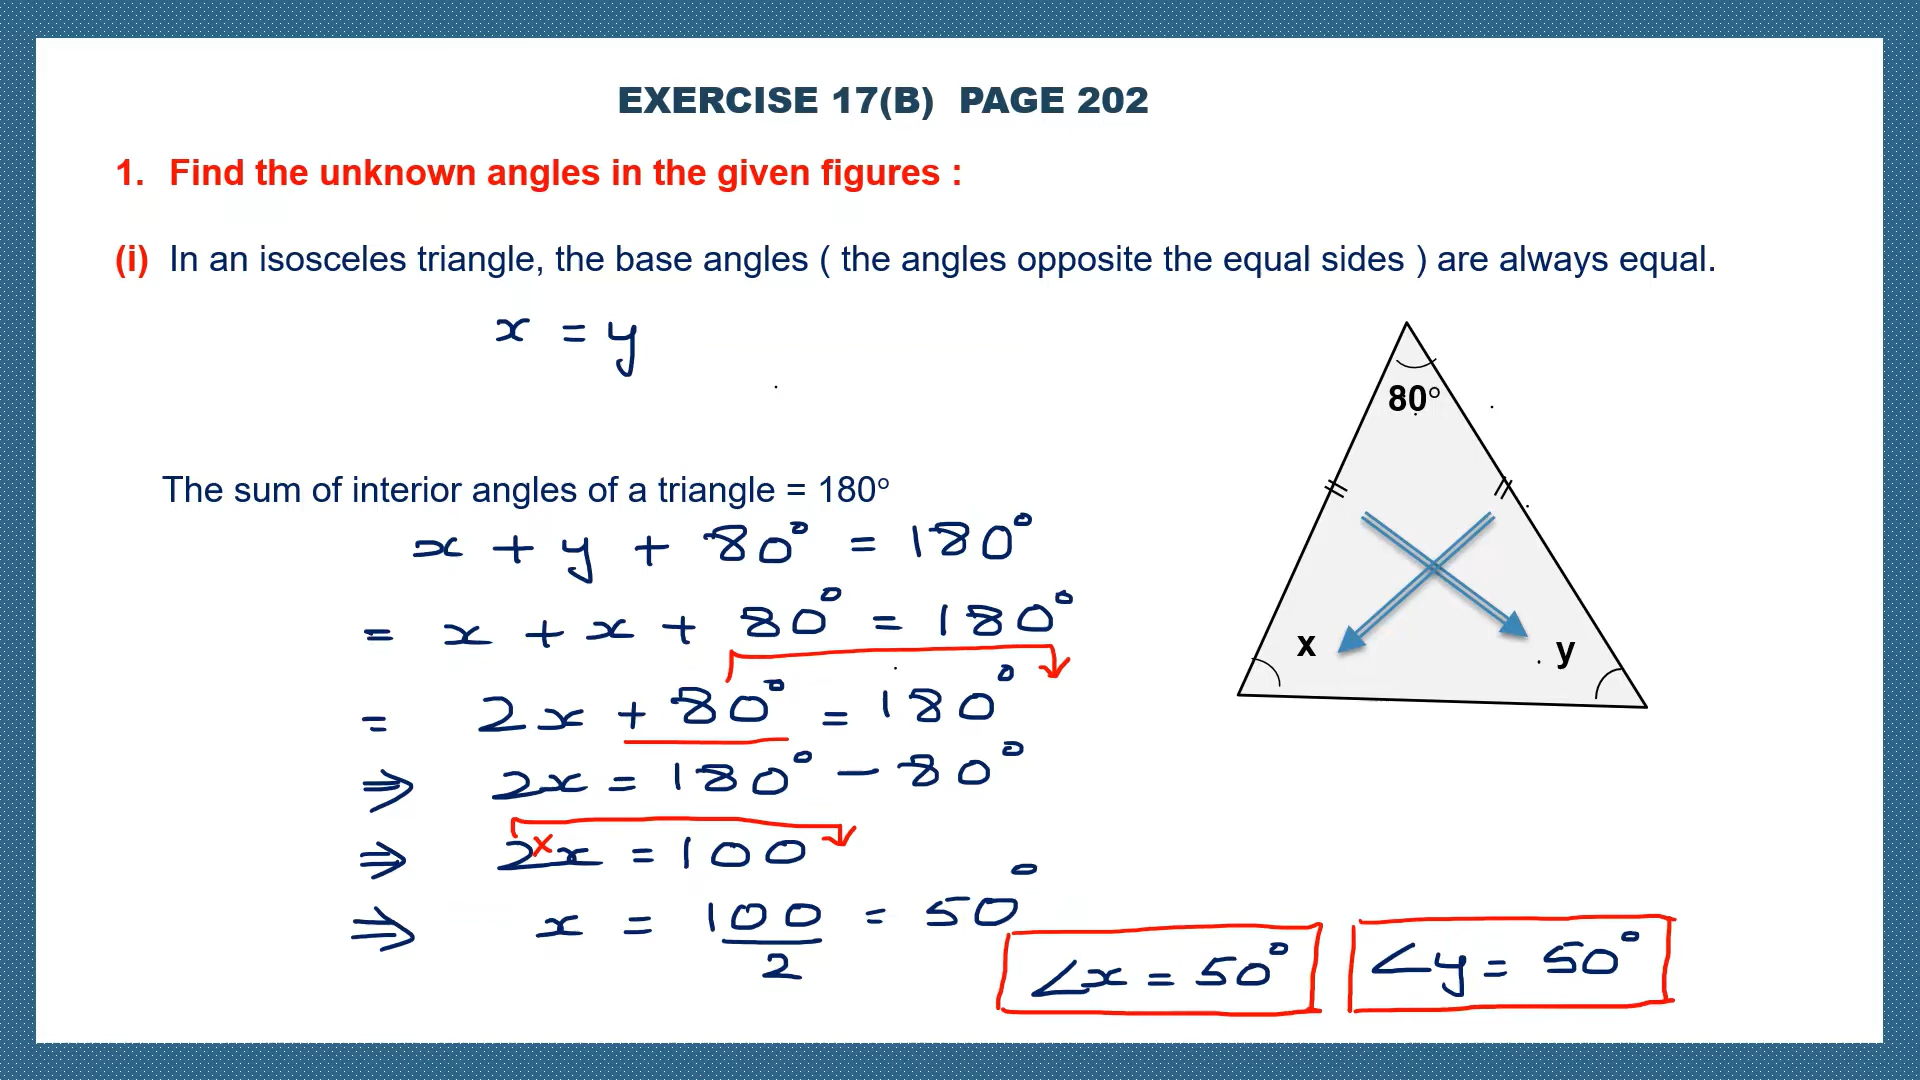 EXERCISE 17(B) PAGE 202
1. Find the unknown angles in the given figures :
(i) In an isosceles triangle, the base angles ( the angles opposite the equal sides ) are always equal.
x = y
80°
The sum of interior angles of a triangle = 180°
x + y + 80° = 180°
= x + x + 80° = 180°
x
y
= 2x + 80° = 180°
⇒ 2x = 180° - 80°
⇒ 2×x = 100
⇒ x = 100/2 = 50°
∠x = 50°
∠y = 50°